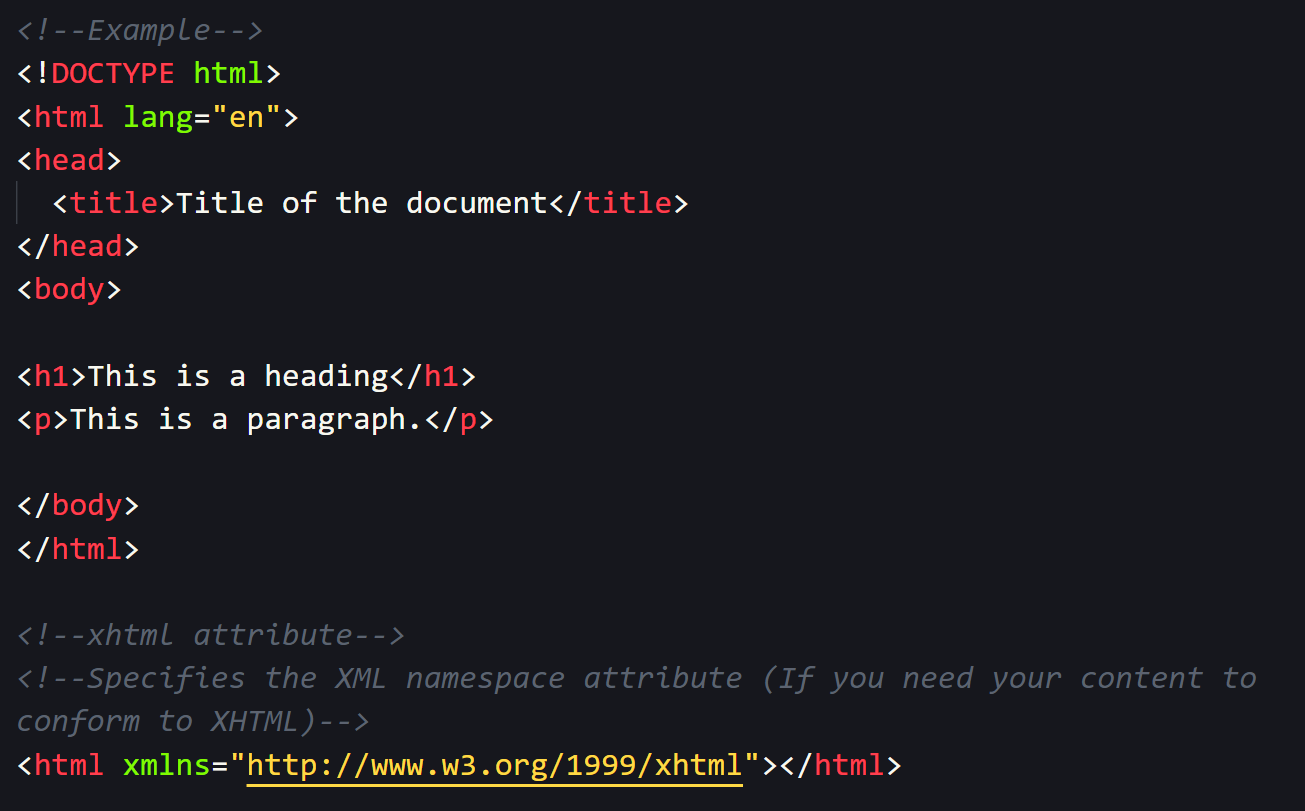 <!--Example-->
<!DOCTYPE html>
<html lang="en">
<head>
  <title>Title of the document</title>
</head>
<body>

<h1>This is a heading</h1>
<p>This is a paragraph.</p>

</body>
</html>

<!--xhtml attribute-->
<!--Specifies the XML namespace attribute (If you need your content to
conform to XHTML)-->
<html xmlns="http://www.w3.org/1999/xhtml"></html>